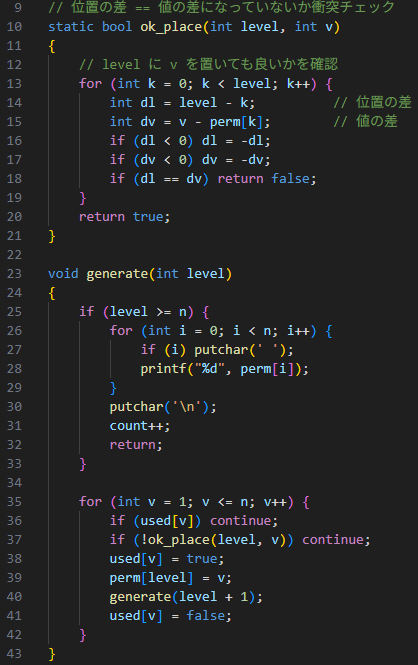 9 // 位置の差 == 値の差になっていないか衝突チェック
10 static bool ok_place(int level, int v)
11 {
12     // level に v を置いても良いかを確認
13     for (int k = 0; k < level; k++) {
14         int dl = level - k;          // 位置の差
15         int dv = v - perm[k];        // 値の差
16         if (dl < 0) dl = -dl;
17         if (dv < 0) dv = -dv;
18         if (dl == dv) return false;
19     }
20     return true;
21 }
22
23 void generate(int level)
24 {
25     if (level >= n) {
26         for (int i = 0; i < n; i++) {
27             if (i) putchar(' ');
28             printf("%d", perm[i]);
29         }
30         putchar('\n');
31         count++;
32         return;
33     }
34
35     for (int v = 1; v <= n; v++) {
36         if (used[v]) continue;
37         if (!ok_place(level, v)) continue;
38         used[v] = true;
39         perm[level] = v;
40         generate(level + 1);
41         used[v] = false;
42     }
43 }